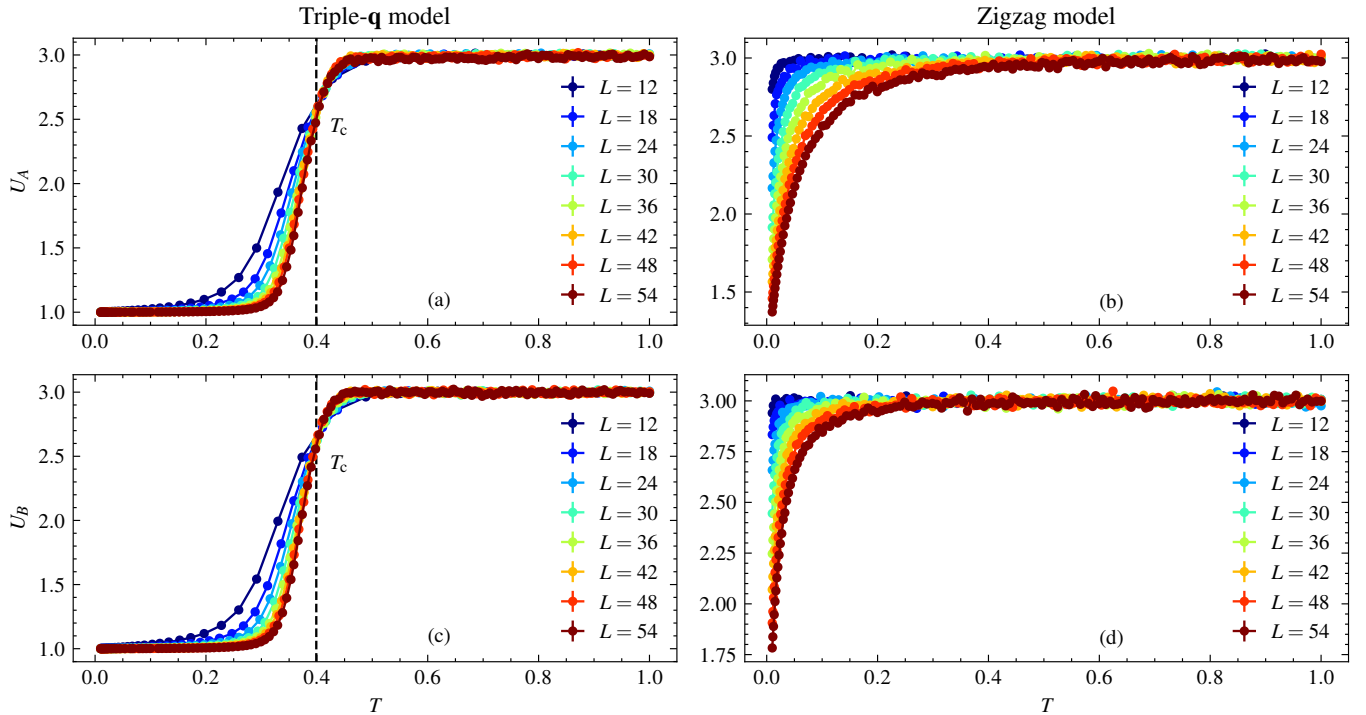 Triple-q model
Zigzag model
U_A
3.0
2.5
2.0
1.5
1.0
T_c
L = 12
L = 18
L = 24
L = 30
L = 36
L = 42
L = 48
L = 54
(a)
0.0 0.2 0.4 0.6 0.8 1.0
3.0
2.5
2.0
1.5
L = 12
L = 18
L = 24
L = 30
L = 36
L = 42
L = 48
L = 54
(b)
0.0 0.2 0.4 0.6 0.8 1.0
U_B
3.0
2.5
2.0
1.5
1.0
T_c
L = 12
L = 18
L = 24
L = 30
L = 36
L = 42
L = 48
L = 54
(c)
0.0 0.2 0.4 0.6 0.8 1.0
T
3.00
2.75
2.50
2.25
2.00
1.75
L = 12
L = 18
L = 24
L = 30
L = 36
L = 42
L = 48
L = 54
(d)
0.0 0.2 0.4 0.6 0.8 1.0
T